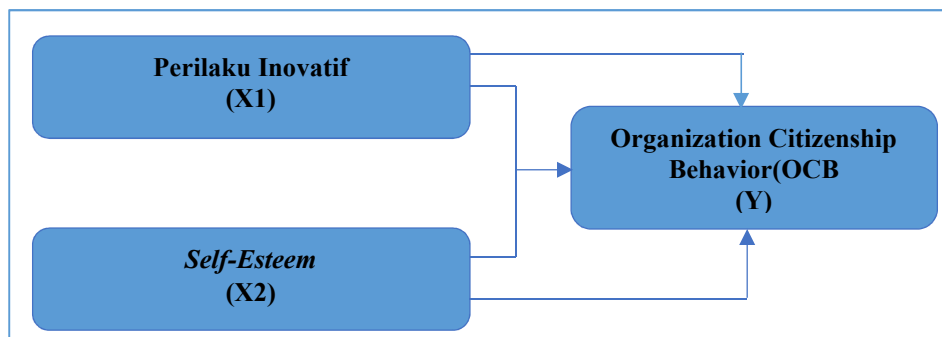 Perilaku Inovatif
(X1)
Organization Citizenship
Behavior(OCB
(Y)
Self-Esteem
(X2)